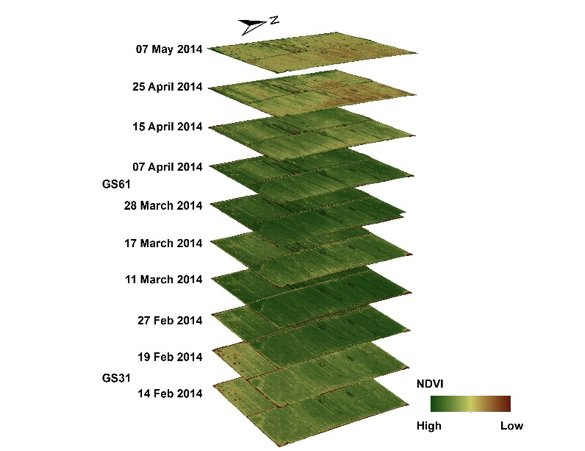 N
07 May 2014
25 April 2014
15 April 2014
07 April 2014
GS61
28 March 2014
17 March 2014
11 March 2014
27 Feb 2014
19 Feb 2014
GS31
14 Feb 2014
NDVI
High Low